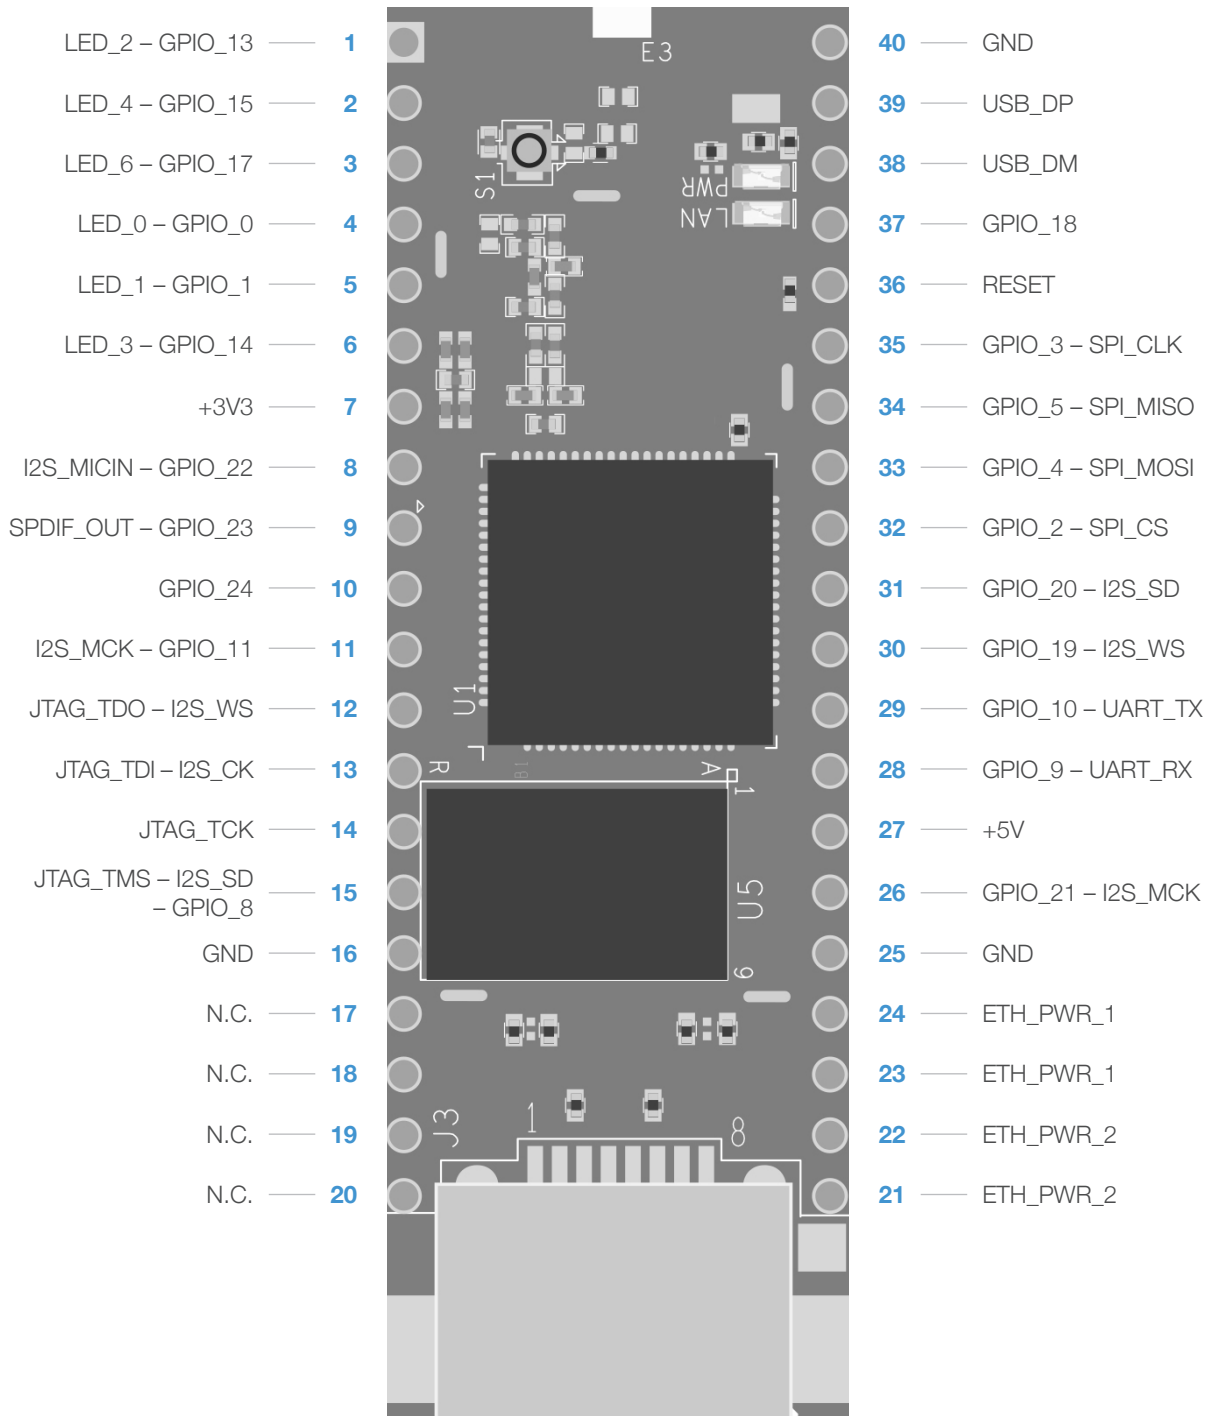 LED_2 – GPIO_13 1
LED_4 – GPIO_15 2
LED_6 – GPIO_17 3
LED_0 – GPIO_0 4
LED_1 – GPIO_1 5
LED_3 – GPIO_14 6
+3V3 7
I2S_MICIN – GPIO_22 8
SPDIF_OUT – GPIO_23 9
GPIO_24 10
I2S_MCK – GPIO_11 11
JTAG_TDO – I2S_WS 12
JTAG_TDI – I2S_CK 13
JTAG_TCK 14
JTAG_TMS – I2S_SD
– GPIO_8 15
GND 16
N.C. 17
N.C. 18
N.C. 19
N.C. 20
E3
S1
PWR
LAN
U1
R
B1
A
1
U5
9
J3
1
8
40 GND
39 USB_DP
38 USB_DM
37 GPIO_18
36 RESET
35 GPIO_3 – SPI_CLK
34 GPIO_5 – SPI_MISO
33 GPIO_4 – SPI_MOSI
32 GPIO_2 – SPI_CS
31 GPIO_20 – I2S_SD
30 GPIO_19 – I2S_WS
29 GPIO_10 – UART_TX
28 GPIO_9 – UART_RX
27 +5V
26 GPIO_21 – I2S_MCK
25 GND
24 ETH_PWR_1
23 ETH_PWR_1
22 ETH_PWR_2
21 ETH_PWR_2